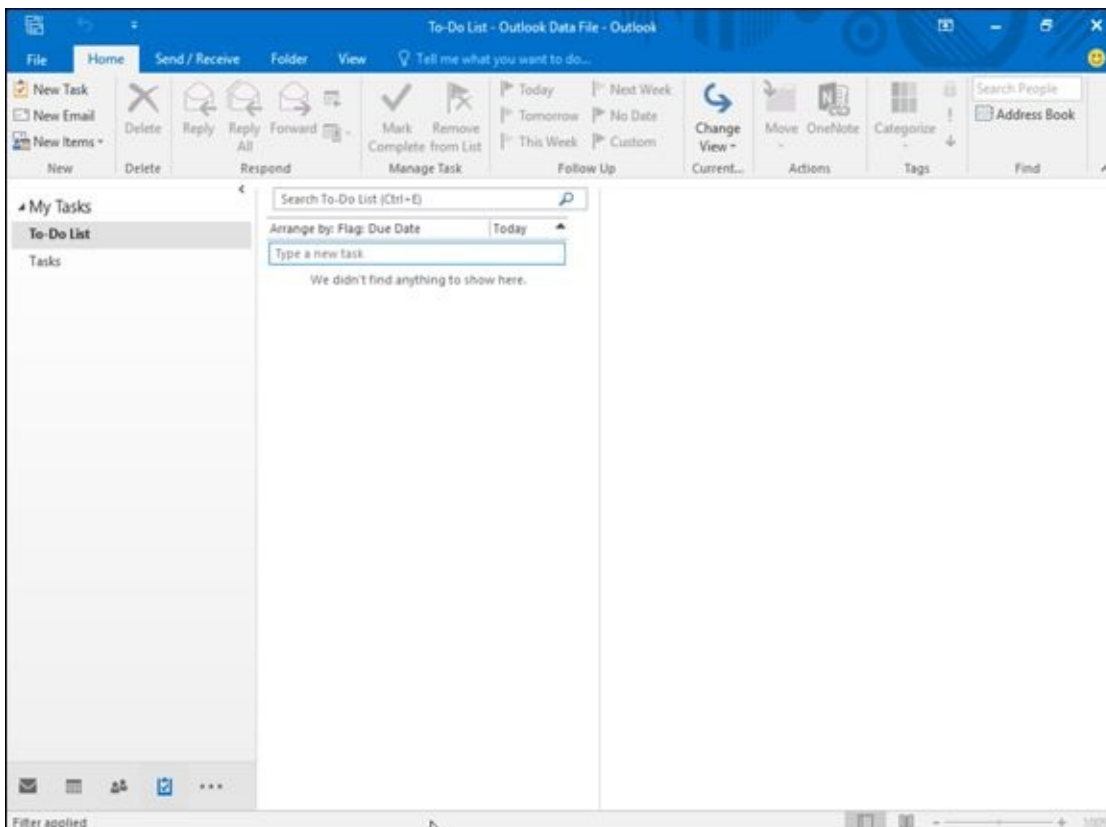 To-Do List - Outlook Data File - Outlook
File Home Send / Receive Folder View Tell me what you want to do...
New Task
New Email
New Items
New
Delete
Delete
Reply
Reply All
Forward
Respond
Mark Complete
Remove from List
Manage Task
Today
Tomorrow
This Week
Next Week
No Date
Custom
Follow Up
Change View
Current...
Move
OneNote
Actions
Categorize
Tags
Search People
Address Book
Find
My Tasks
To-Do List
Tasks
Search To-Do List (Ctrl+E)
Arrange by: Flag: Due Date Today
Type a new task
We didn't find anything to show here.
Filter applied
100%